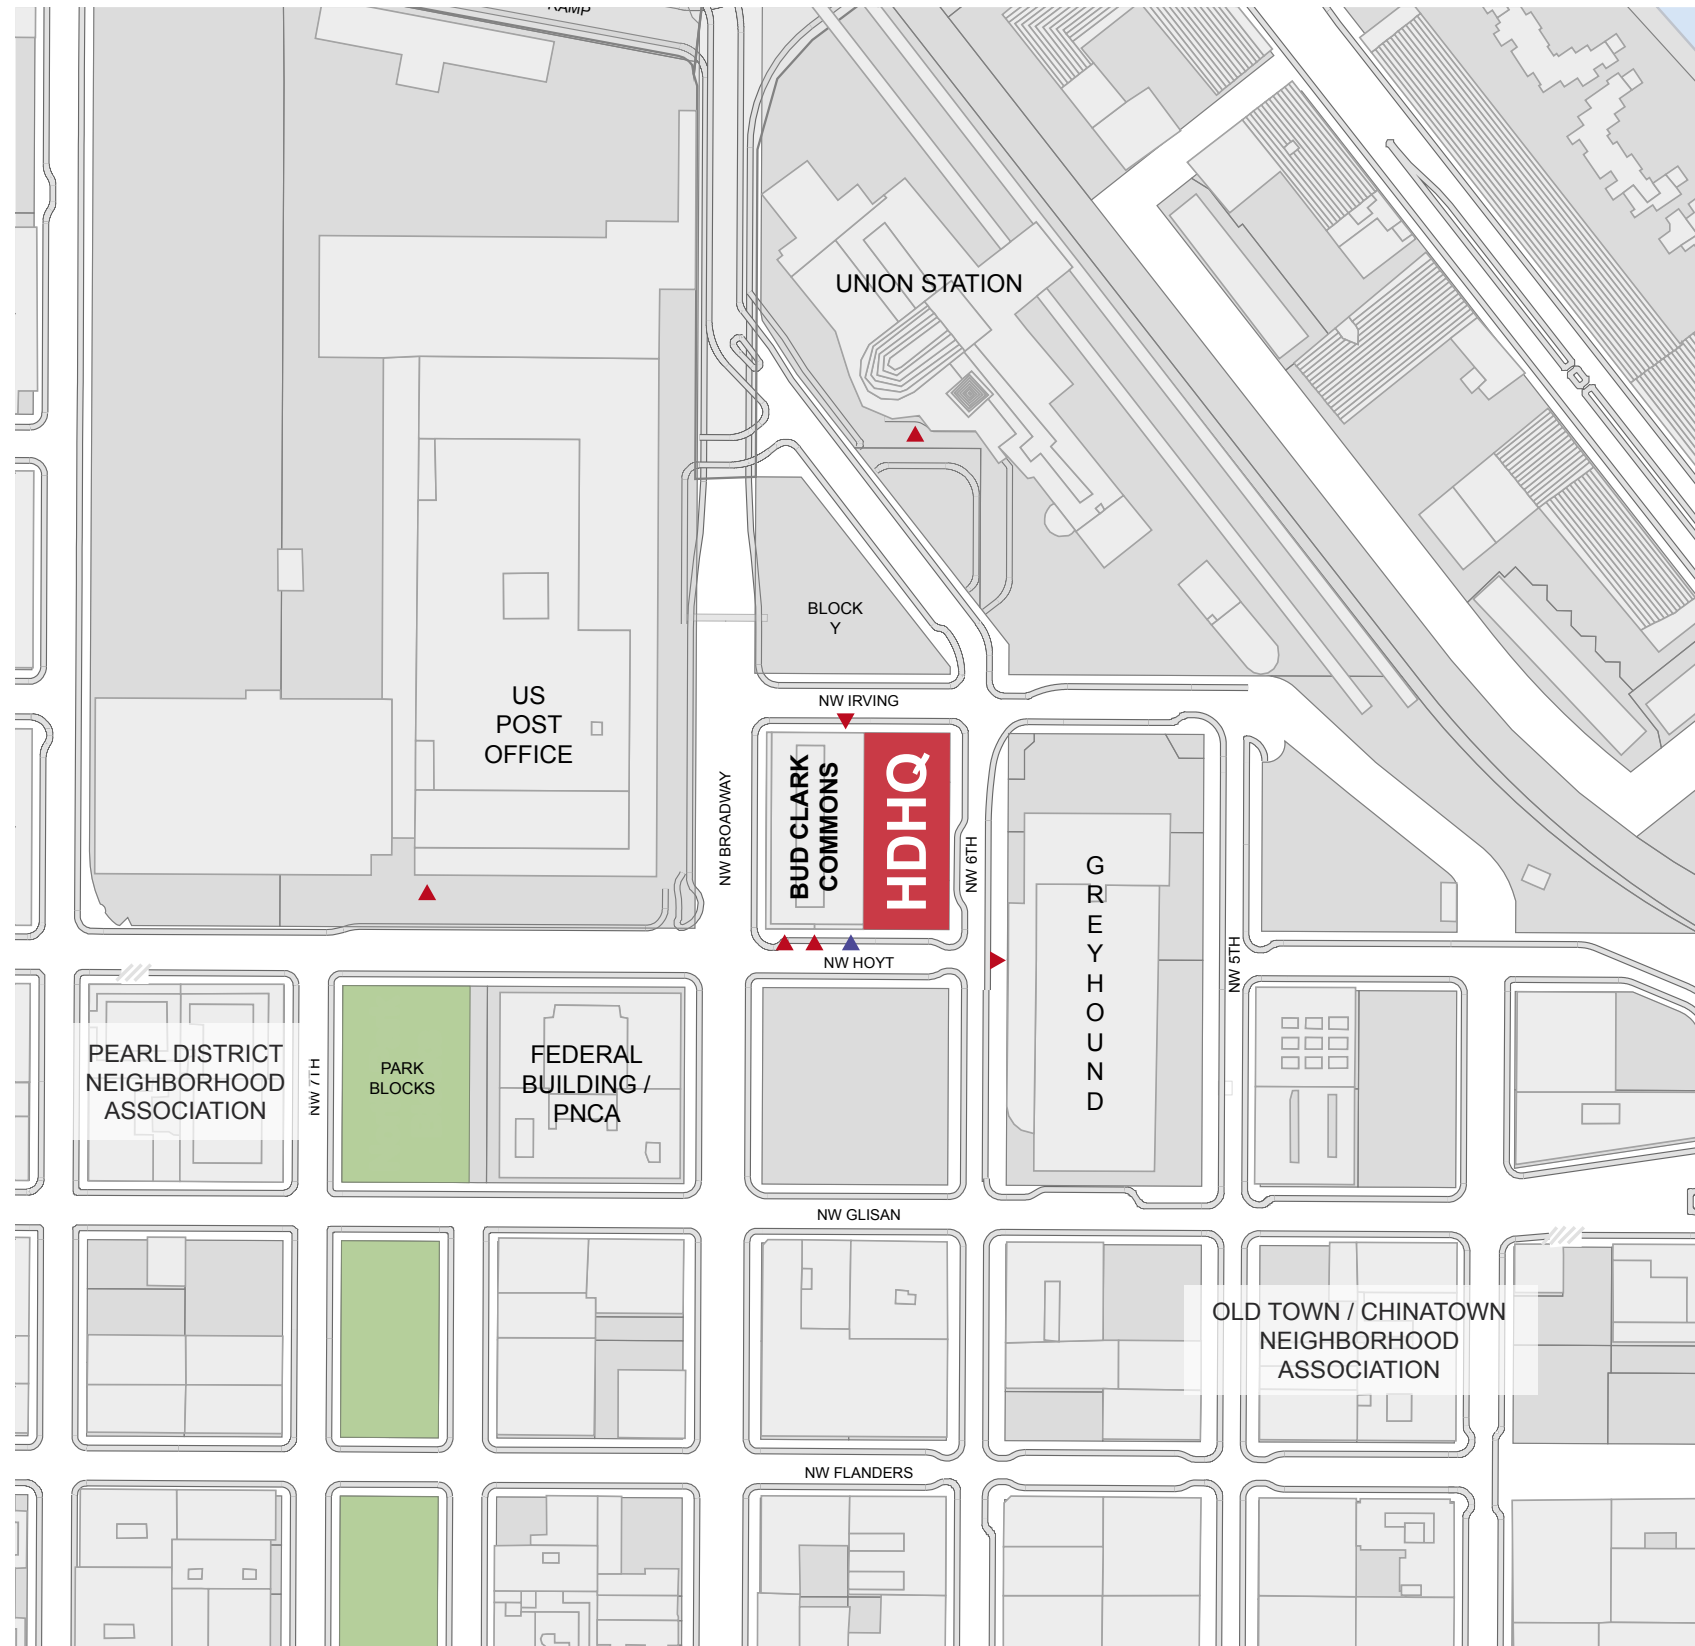 RAMP
UNION STATION
BLOCK
Y
US
POST
OFFICE
NW IRVING
NW BROADWAY
BUD CLARK
COMMONS
HDHQ
NW 6TH
GREYHOUND
NW 5TH
NW HOYT
PEARL DISTRICT
NEIGHBORHOOD
ASSOCIATION
NW 7TH
PARK
BLOCKS
FEDERAL
BUILDING /
PNCA
NW GLISAN
OLD TOWN / CHINATOWN
NEIGHBORHOOD
ASSOCIATION
NW FLANDERS